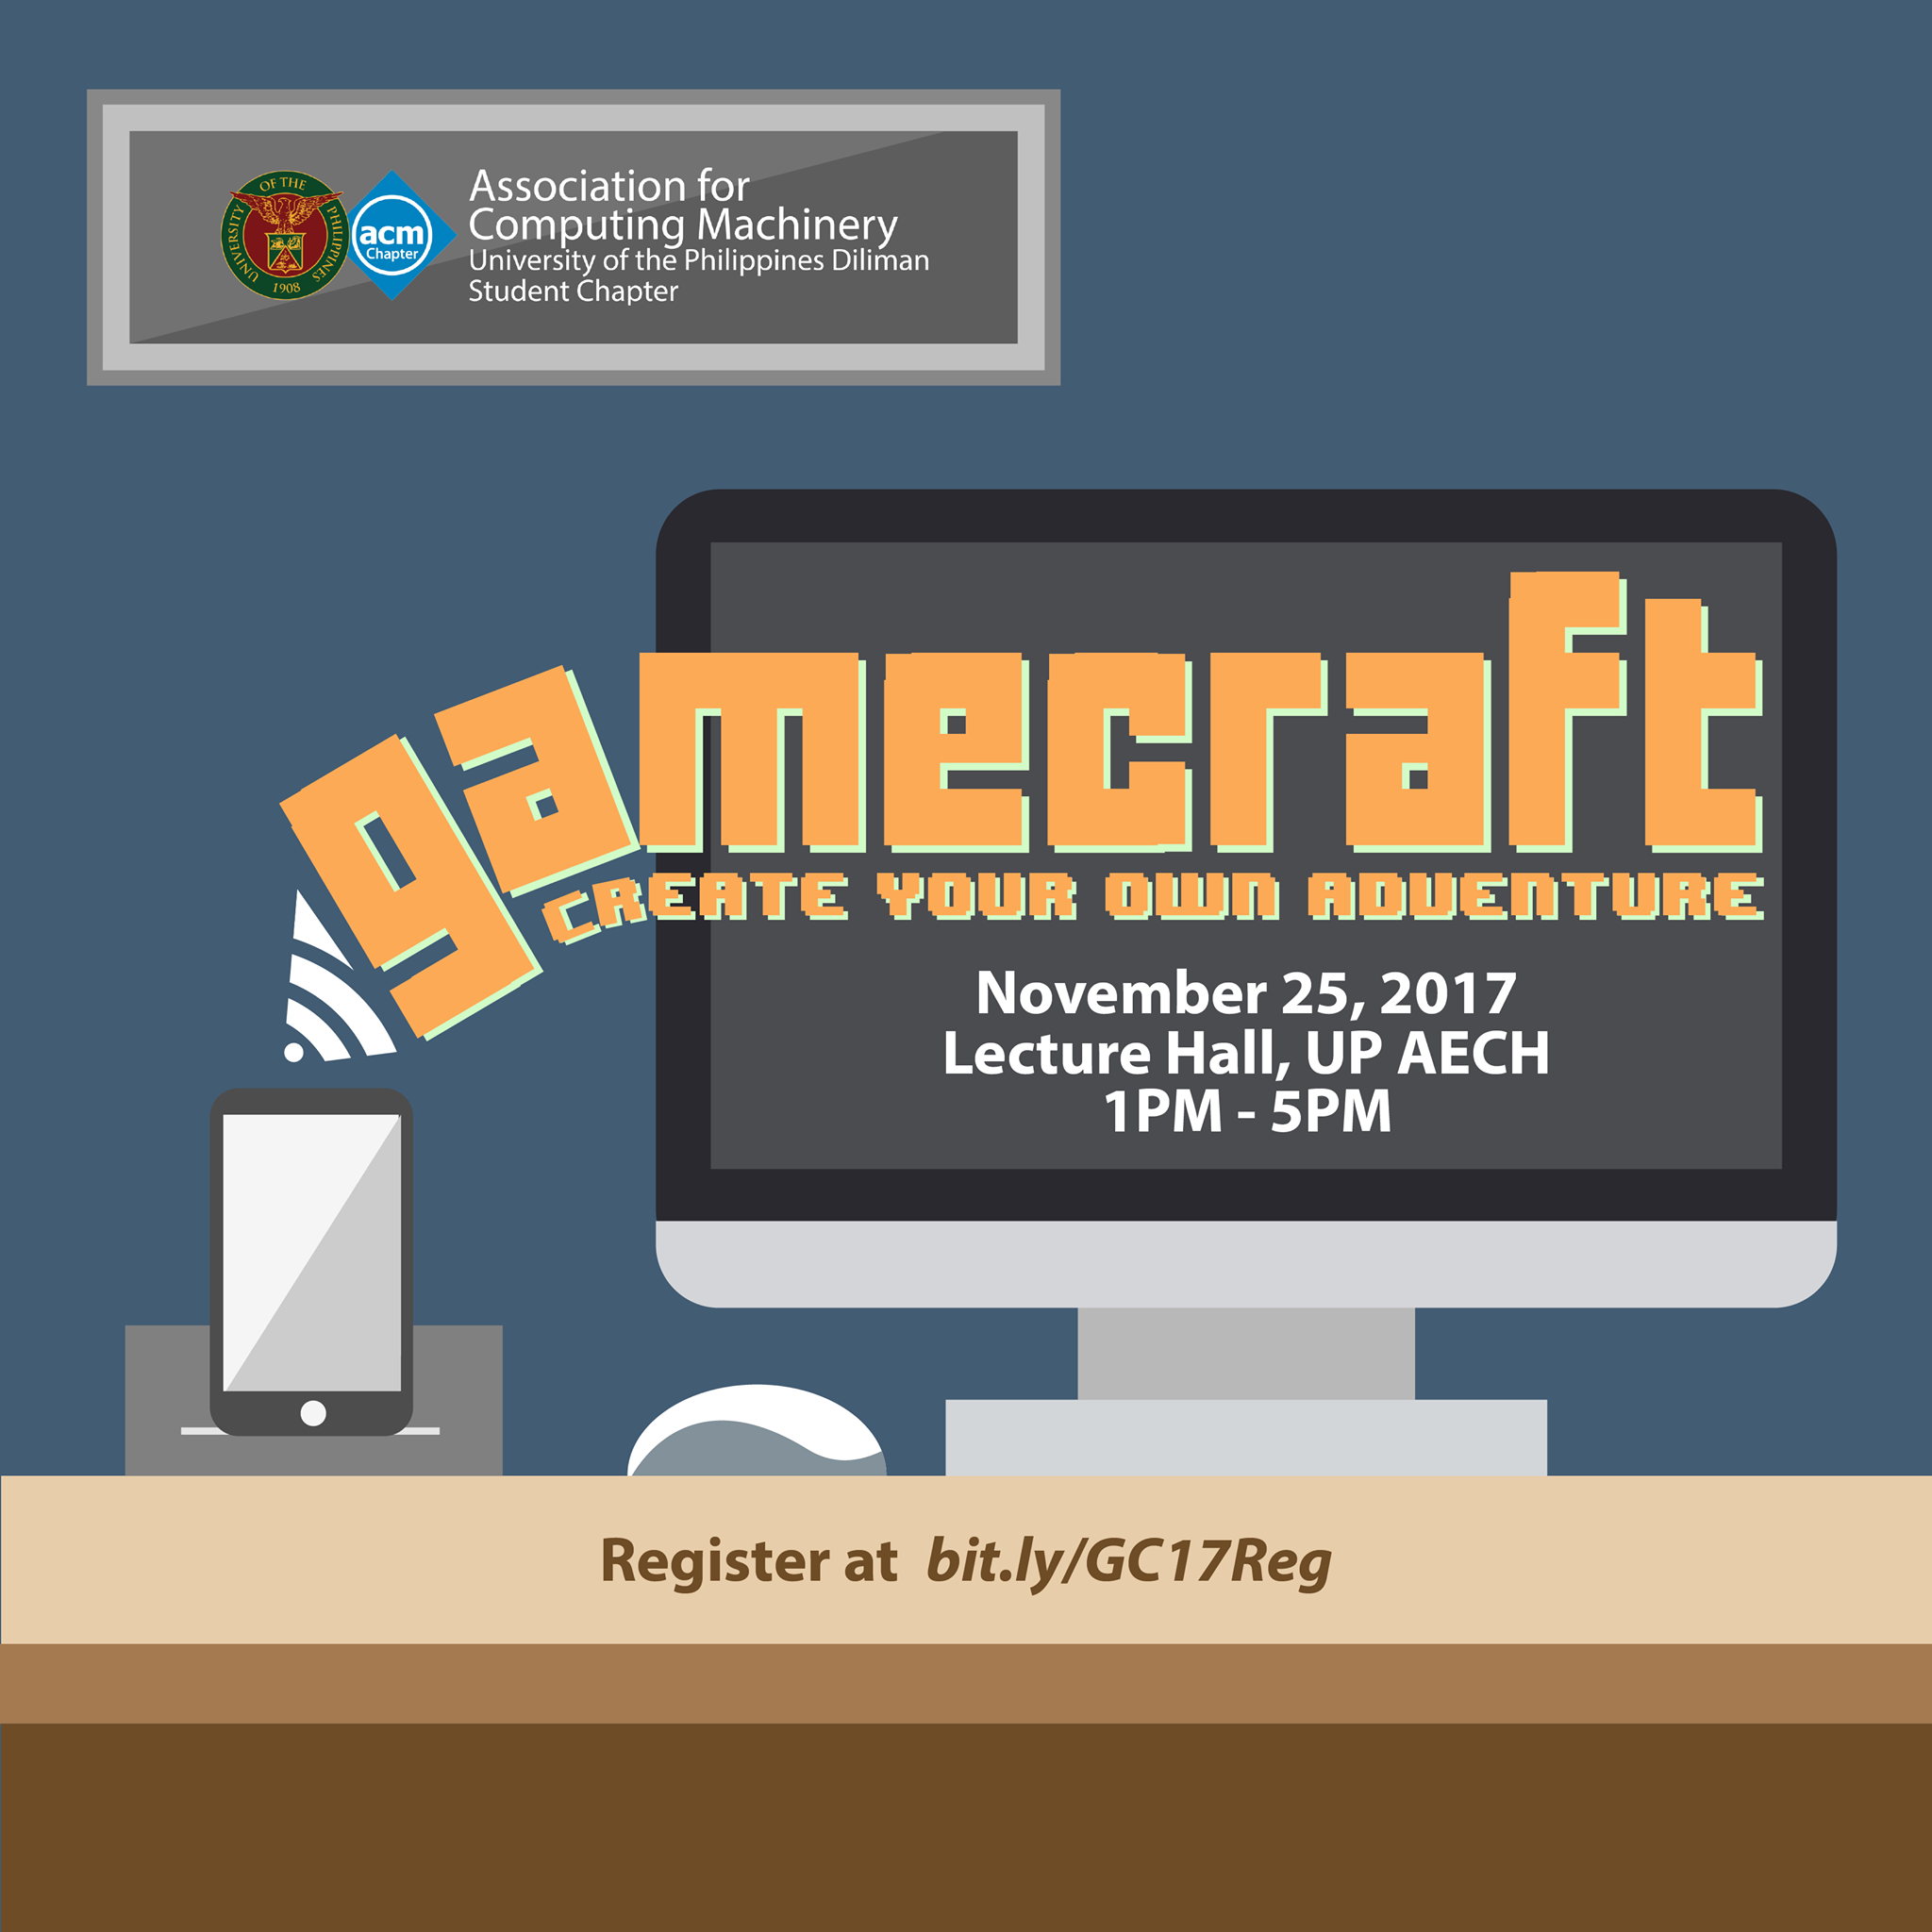 UNIVERSITY OF THE PHILIPPINES
1908
acm
Chapter
Association for
Computing Machinery
University of the Philippines Diliman
Student Chapter
gamecraft
CREATE YOUR OWN ADVENTURE
November 25, 2017
Lecture Hall, UP AECH
1PM - 5PM
Register at bit.ly/GC17Reg